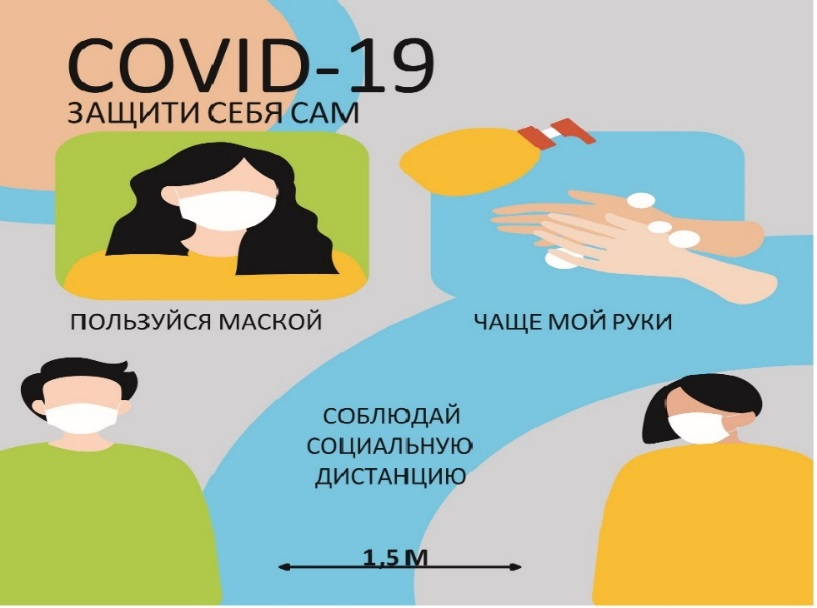 COVID-19
ЗАЩИТИ СЕБЯ САМ
ПОЛЬЗУЙСЯ МАСКОЙ
ЧАЩЕ МОЙ РУКИ
СОБЛЮДАЙ
СОЦИАЛЬНУЮ
ДИСТАНЦИЮ
1,5 М